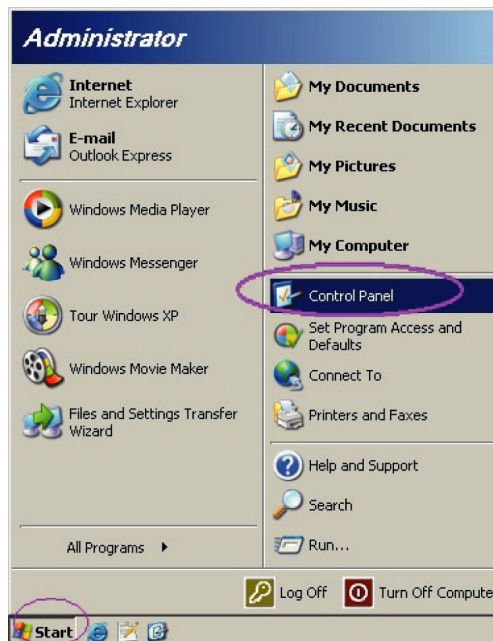 Administrator
Internet
Internet Explorer
E-mail
Outlook Express
Windows Media Player
Windows Messenger
Tour Windows XP
Windows Movie Maker
Files and Settings Transfer
Wizard
All Programs
My Documents
My Recent Documents
My Pictures
My Music
My Computer
Control Panel
Set Program Access and
Defaults
Connect To
Printers and Faxes
Help and Support
Search
Run...
Log Off
Turn Off Compute
Start